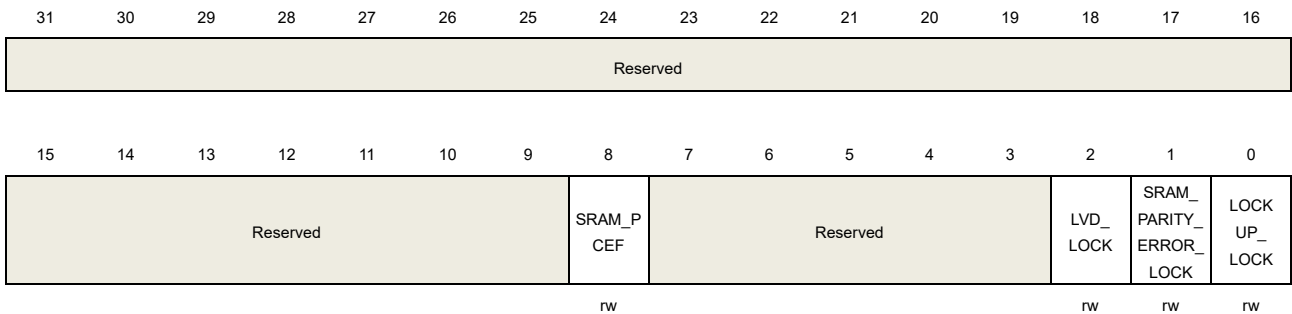 31 30 29 28 27 26 25 24 23 22 21 20 19 18 17 16
Reserved
15 14 13 12 11 10 9 8 7 6 5 4 3 2 1 0
Reserved
SRAM_P
CEF
Reserved
LVD_
LOCK
SRAM_
PARITY_
ERROR_
LOCK
LOCK
UP_
LOCK
rw rw rw rw